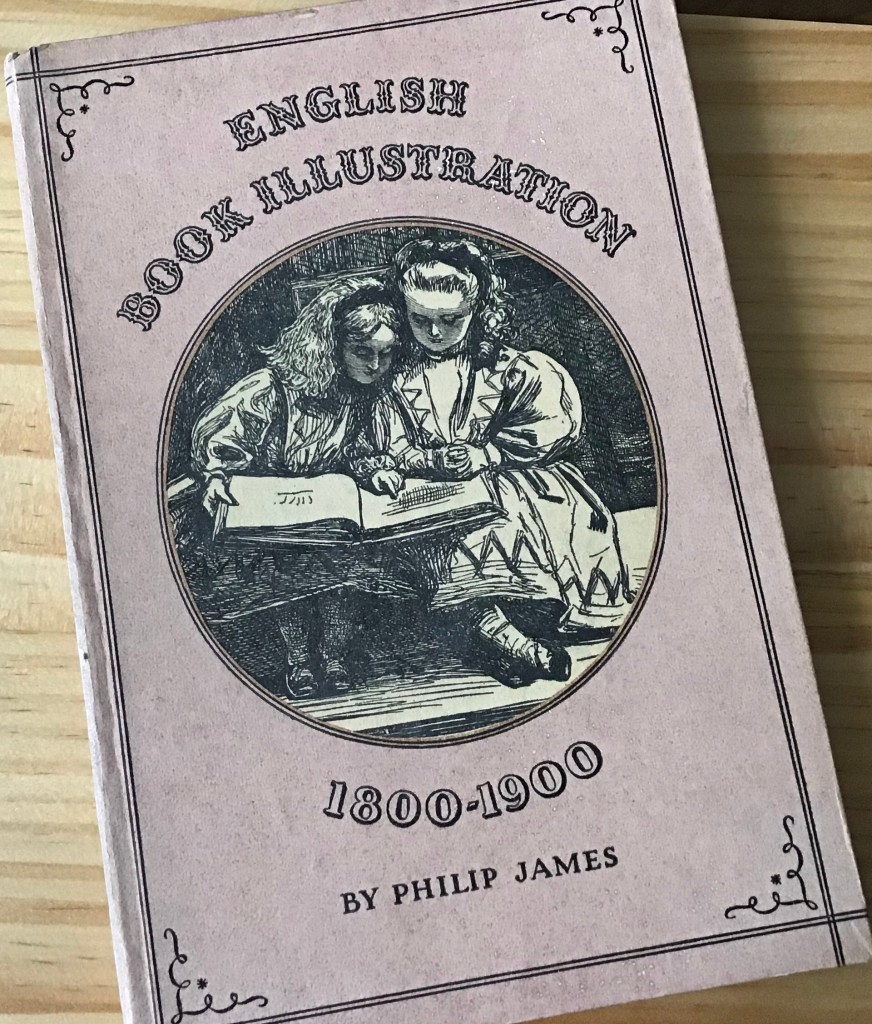 ENGLISH
BOOK ILLUSTRATION
1800-1900
BY PHILIP JAMES